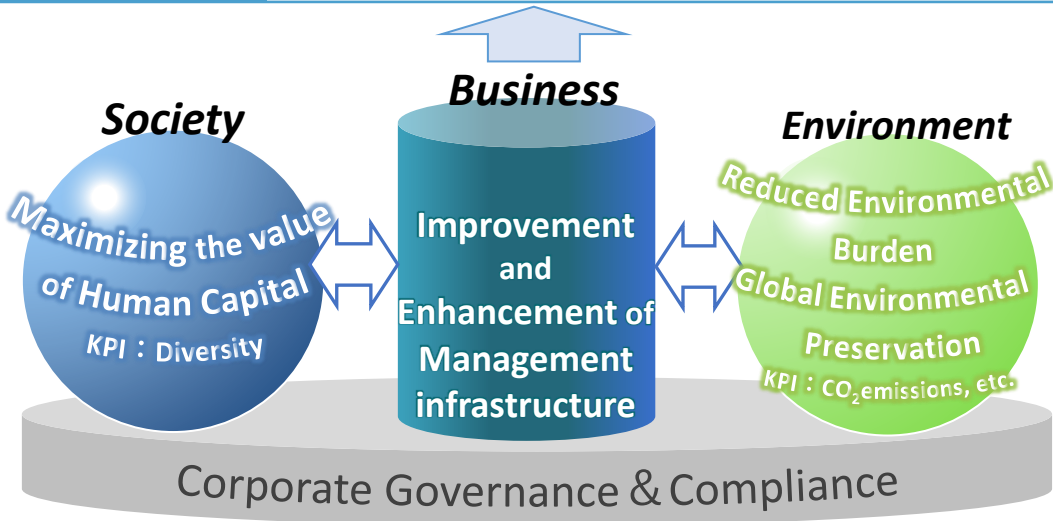 Society
Maximizing the value
of Human Capital
KPI：Diversity
Business
Improvement
and
Enhancement of
Management
infrastructure
Environment
Reduced Environmental
Burden
Global Environmental
Preservation
KPI：CO₂emissions, etc.
Corporate Governance & Compliance